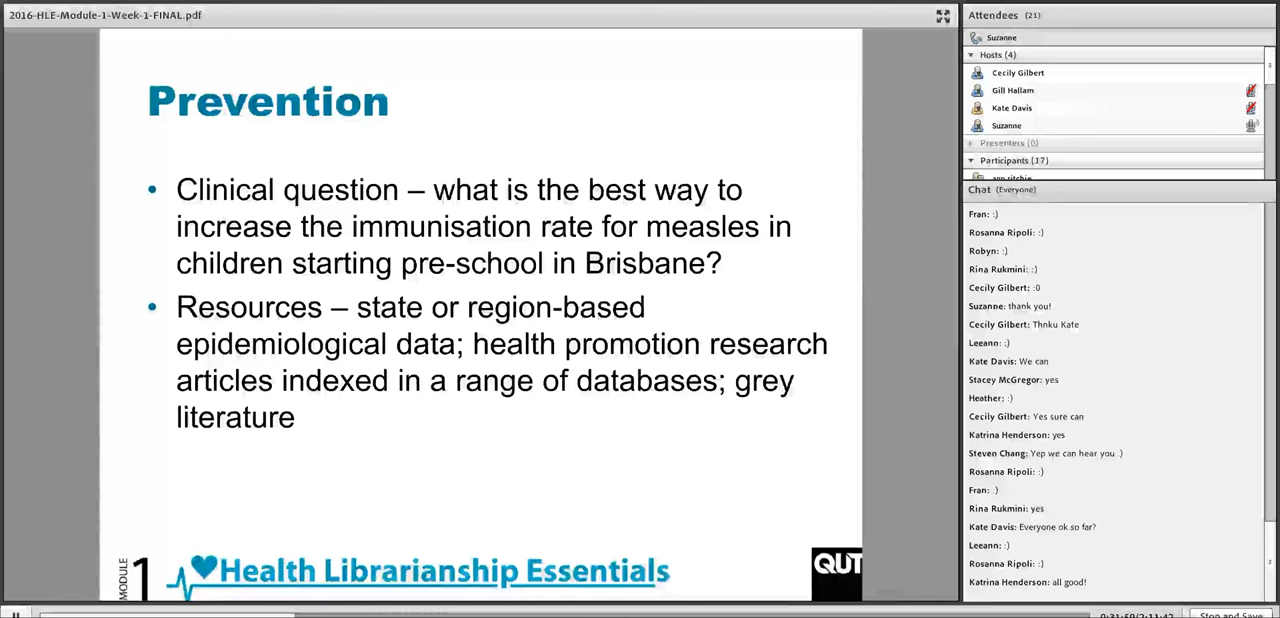 2016-HLE-Module-1-Week-1-FINAL.pdf
Prevention
• Clinical question – what is the best way to
increase the immunisation rate for measles in
children starting pre-school in Brisbane?
• Resources – state or region-based
epidemiological data; health promotion research
articles indexed in a range of databases; grey
literature
MODULE
1
Health Librarianship Essentials
QUT
Attendees (21)
Suzanne
Hosts (4)
Cecily Gilbert
Gill Hallam
Kate Davis
Suzanne
Presenters (0)
Participants (17)
ann ritchie
Chat (Everyone)
Fran: :)
Rosanna Ripoli: :)
Robyn: :)
Rina Rukmini: :)
Cecily Gilbert: :0
Suzanne: thank you!
Cecily Gilbert: Thnku Kate
Leeann: :)
Kate Davis: We can
Stacey McGregor: yes
Heather: :)
Cecily Gilbert: Yes sure can
Katrina Henderson: yes
Steven Chang: Yep we can hear you :)
Rosanna Ripoli: :)
Fran: :)
Rina Rukmini: yes
Kate Davis: Everyone ok so far?
Leeann: :)
Rosanna Ripoli: :)
Katrina Henderson: all good!
Stop and Save